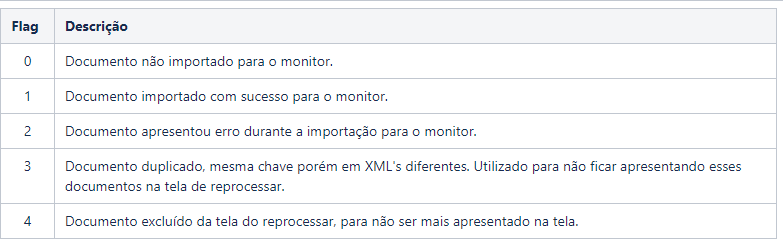 Flag Descrição
0 Documento não importado para o monitor.
1 Documento importado com sucesso para o monitor.
2 Documento apresentou erro durante a importação para o monitor.
3 Documento duplicado, mesma chave porém em XML's diferentes. Utilizado para não ficar apresentando esses
documentos na tela de reprocessar.
4 Documento excluído da tela do reprocessar, para não ser mais apresentado na tela.